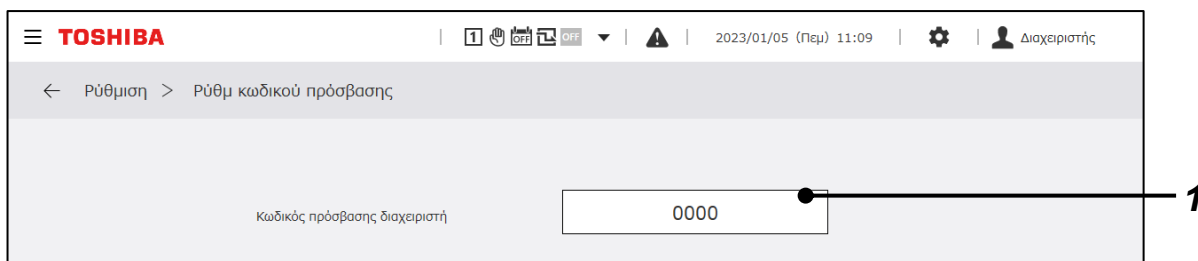 TOSHIBA 1 OFF OFF 2023/01/05 (Πεμ) 11:09 Διαχειριστής
Ρύθμιση > Ρύθμ κωδικού πρόσβασης
Κωδικός πρόσβασης διαχειριστή 0000
1